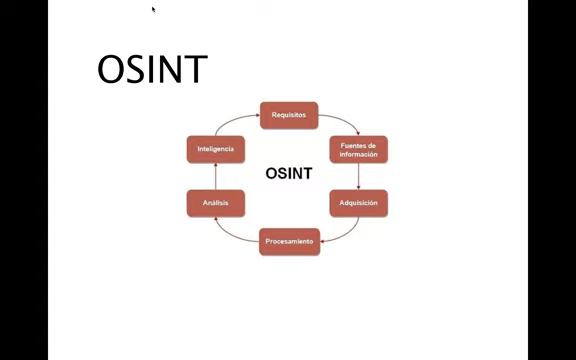 OSINT
Requisitos
Inteligencia
Fuentes de
información
OSINT
Análisis
Adquisición
Procesamiento